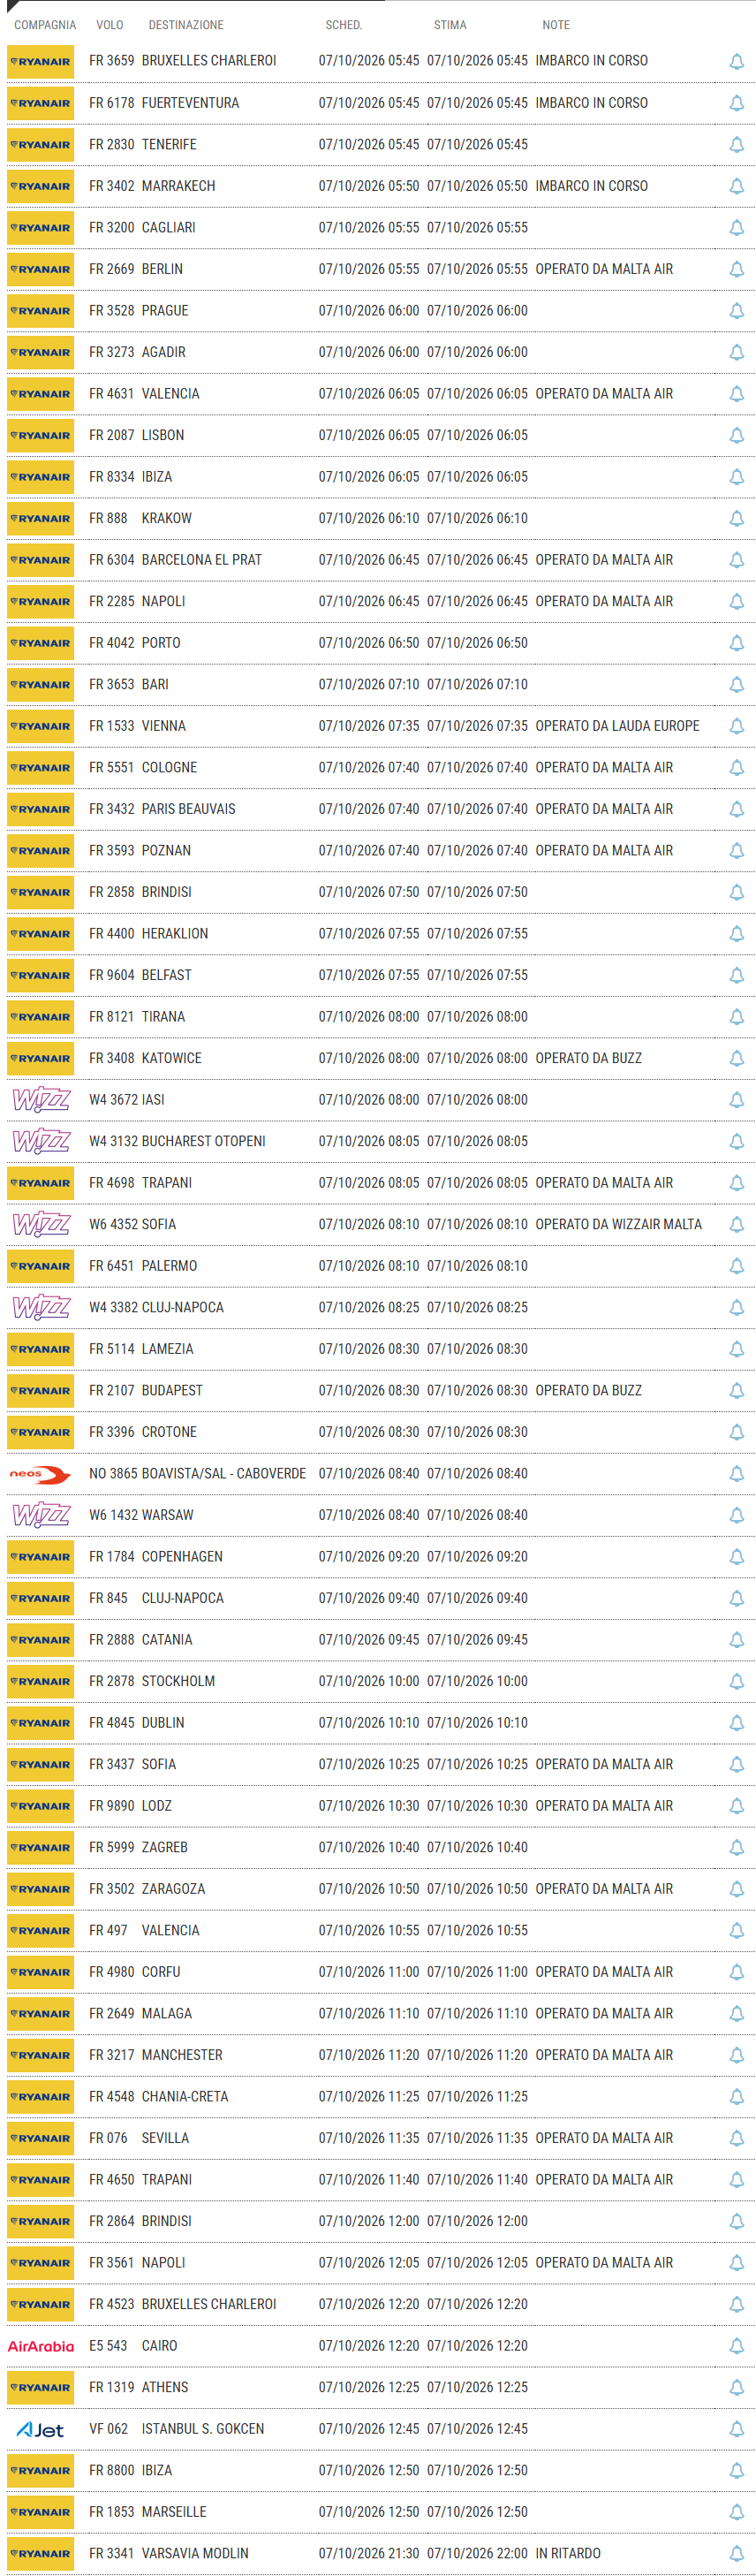 COMPAGNIA VOLO DESTINAZIONE SCHED. STIMA NOTE
RYANAIR FR 3659 BRUXELLES CHARLEROI 07/10/2026 05:45 07/10/2026 05:45 IMBARCO IN CORSO
RYANAIR FR 6178 FUERTEVENTURA 07/10/2026 05:45 07/10/2026 05:45 IMBARCO IN CORSO
RYANAIR FR 2830 TENERIFE 07/10/2026 05:45 07/10/2026 05:45
RYANAIR FR 3402 MARRAKECH 07/10/2026 05:50 07/10/2026 05:50 IMBARCO IN CORSO
RYANAIR FR 3200 CAGLIARI 07/10/2026 05:55 07/10/2026 05:55
RYANAIR FR 2669 BERLIN 07/10/2026 05:55 07/10/2026 05:55 OPERATO DA MALTA AIR
RYANAIR FR 3528 PRAGUE 07/10/2026 06:00 07/10/2026 06:00
RYANAIR FR 3273 AGADIR 07/10/2026 06:00 07/10/2026 06:00
RYANAIR FR 4631 VALENCIA 07/10/2026 06:05 07/10/2026 06:05 OPERATO DA MALTA AIR
RYANAIR FR 2087 LISBON 07/10/2026 06:05 07/10/2026 06:05
RYANAIR FR 8334 IBIZA 07/10/2026 06:05 07/10/2026 06:05
RYANAIR FR 888 KRAKOW 07/10/2026 06:10 07/10/2026 06:10
RYANAIR FR 6304 BARCELONA EL PRAT 07/10/2026 06:45 07/10/2026 06:45 OPERATO DA MALTA AIR
RYANAIR FR 2285 NAPOLI 07/10/2026 06:45 07/10/2026 06:45 OPERATO DA MALTA AIR
RYANAIR FR 4042 PORTO 07/10/2026 06:50 07/10/2026 06:50
RYANAIR FR 3653 BARI 07/10/2026 07:10 07/10/2026 07:10
RYANAIR FR 1533 VIENNA 07/10/2026 07:35 07/10/2026 07:35 OPERATO DA LAUDA EUROPE
RYANAIR FR 5551 COLOGNE 07/10/2026 07:40 07/10/2026 07:40 OPERATO DA MALTA AIR
RYANAIR FR 3432 PARIS BEAUVAIS 07/10/2026 07:40 07/10/2026 07:40 OPERATO DA MALTA AIR
RYANAIR FR 3593 POZNAN 07/10/2026 07:40 07/10/2026 07:40 OPERATO DA MALTA AIR
RYANAIR FR 2858 BRINDISI 07/10/2026 07:50 07/10/2026 07:50
RYANAIR FR 4400 HERAKLION 07/10/2026 07:55 07/10/2026 07:55
RYANAIR FR 9604 BELFAST 07/10/2026 07:55 07/10/2026 07:55
RYANAIR FR 8121 TIRANA 07/10/2026 08:00 07/10/2026 08:00
RYANAIR FR 3408 KATOWICE 07/10/2026 08:00 07/10/2026 08:00 OPERATO DA BUZZ
WIZZ W4 3672 IASI 07/10/2026 08:00 07/10/2026 08:00
WIZZ W4 3132 BUCHAREST OTOPENI 07/10/2026 08:05 07/10/2026 08:05
RYANAIR FR 4698 TRAPANI 07/10/2026 08:05 07/10/2026 08:05 OPERATO DA MALTA AIR
WIZZ W6 4352 SOFIA 07/10/2026 08:10 07/10/2026 08:10 OPERATO DA WIZZAIR MALTA
RYANAIR FR 6451 PALERMO 07/10/2026 08:10 07/10/2026 08:10
WIZZ W4 3382 CLUJ-NAPOCA 07/10/2026 08:25 07/10/2026 08:25
RYANAIR FR 5114 LAMEZIA 07/10/2026 08:30 07/10/2026 08:30
RYANAIR FR 2107 BUDAPEST 07/10/2026 08:30 07/10/2026 08:30 OPERATO DA BUZZ
RYANAIR FR 3396 CROTONE 07/10/2026 08:30 07/10/2026 08:30
neos NO 3865 BOAVISTA/SAL - CABOVERDE 07/10/2026 08:40 07/10/2026 08:40
WIZZ W6 1432 WARSAW 07/10/2026 08:40 07/10/2026 08:40
RYANAIR FR 1784 COPENHAGEN 07/10/2026 09:20 07/10/2026 09:20
RYANAIR FR 845 CLUJ-NAPOCA 07/10/2026 09:40 07/10/2026 09:40
RYANAIR FR 2888 CATANIA 07/10/2026 09:45 07/10/2026 09:45
RYANAIR FR 2878 STOCKHOLM 07/10/2026 10:00 07/10/2026 10:00
RYANAIR FR 4845 DUBLIN 07/10/2026 10:10 07/10/2026 10:10
RYANAIR FR 3437 SOFIA 07/10/2026 10:25 07/10/2026 10:25 OPERATO DA MALTA AIR
RYANAIR FR 9890 LODZ 07/10/2026 10:30 07/10/2026 10:30 OPERATO DA MALTA AIR
RYANAIR FR 5999 ZAGREB 07/10/2026 10:40 07/10/2026 10:40
RYANAIR FR 3502 ZARAGOZA 07/10/2026 10:50 07/10/2026 10:50 OPERATO DA MALTA AIR
RYANAIR FR 497 VALENCIA 07/10/2026 10:55 07/10/2026 10:55
RYANAIR FR 4980 CORFU 07/10/2026 11:00 07/10/2026 11:00 OPERATO DA MALTA AIR
RYANAIR FR 2649 MALAGA 07/10/2026 11:10 07/10/2026 11:10 OPERATO DA MALTA AIR
RYANAIR FR 3217 MANCHESTER 07/10/2026 11:20 07/10/2026 11:20 OPERATO DA MALTA AIR
RYANAIR FR 4548 CHANIA-CRETA 07/10/2026 11:25 07/10/2026 11:25
RYANAIR FR 076 SEVILLA 07/10/2026 11:35 07/10/2026 11:35 OPERATO DA MALTA AIR
RYANAIR FR 4650 TRAPANI 07/10/2026 11:40 07/10/2026 11:40 OPERATO DA MALTA AIR
RYANAIR FR 2864 BRINDISI 07/10/2026 12:00 07/10/2026 12:00
RYANAIR FR 3561 NAPOLI 07/10/2026 12:05 07/10/2026 12:05 OPERATO DA MALTA AIR
RYANAIR FR 4523 BRUXELLES CHARLEROI 07/10/2026 12:20 07/10/2026 12:20
AirArabia E5 543 CAIRO 07/10/2026 12:20 07/10/2026 12:20
RYANAIR FR 1319 ATHENS 07/10/2026 12:25 07/10/2026 12:25
AJet VF 062 ISTANBUL S. GOKCEN 07/10/2026 12:45 07/10/2026 12:45
RYANAIR FR 8800 IBIZA 07/10/2026 12:50 07/10/2026 12:50
RYANAIR FR 1853 MARSEILLE 07/10/2026 12:50 07/10/2026 12:50
RYANAIR FR 3341 VARSAVIA MODLIN 07/10/2026 21:30 07/10/2026 22:00 IN RITARDO